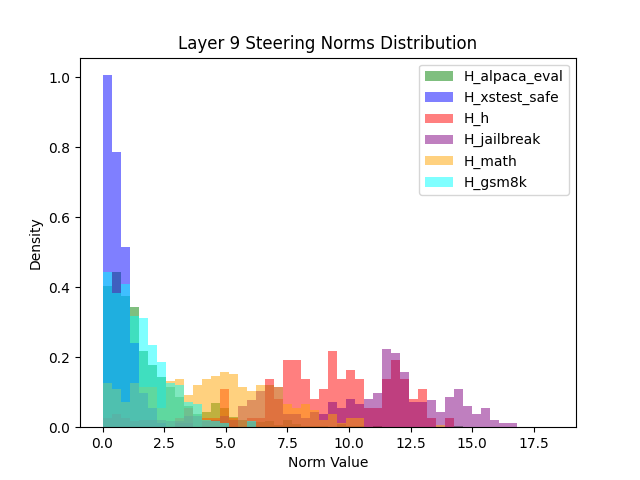 Layer 9 Steering Norms Distribution
H_alpaca_eval
H_xstest_safe
H_h
H_jailbreak
H_math
H_gsm8k
Density
1.0
0.8
0.6
0.4
0.2
0.0
0.0 2.5 5.0 7.5 10.0 12.5 15.0 17.5
Norm Value